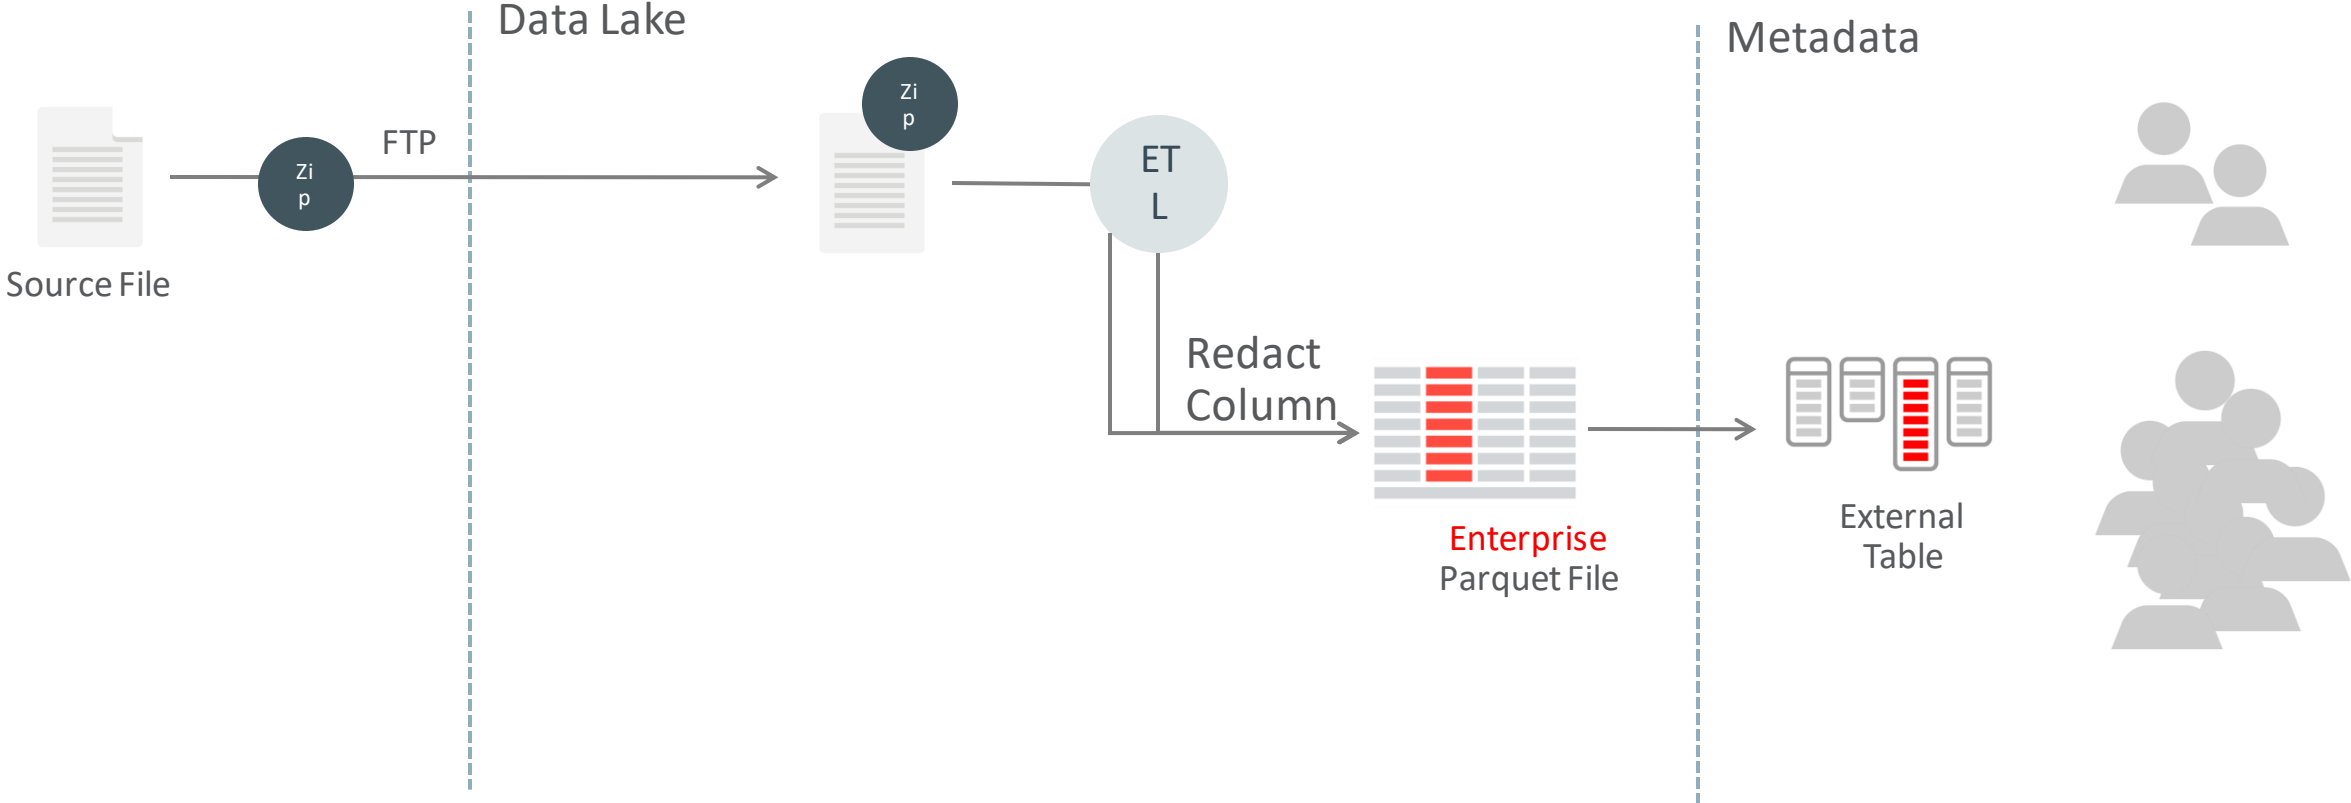 Data Lake
Metadata
Zi
p
FTP
Zi
p
ET
L
Source File
Redact
Column
Enterprise
Parquet File
External
Table